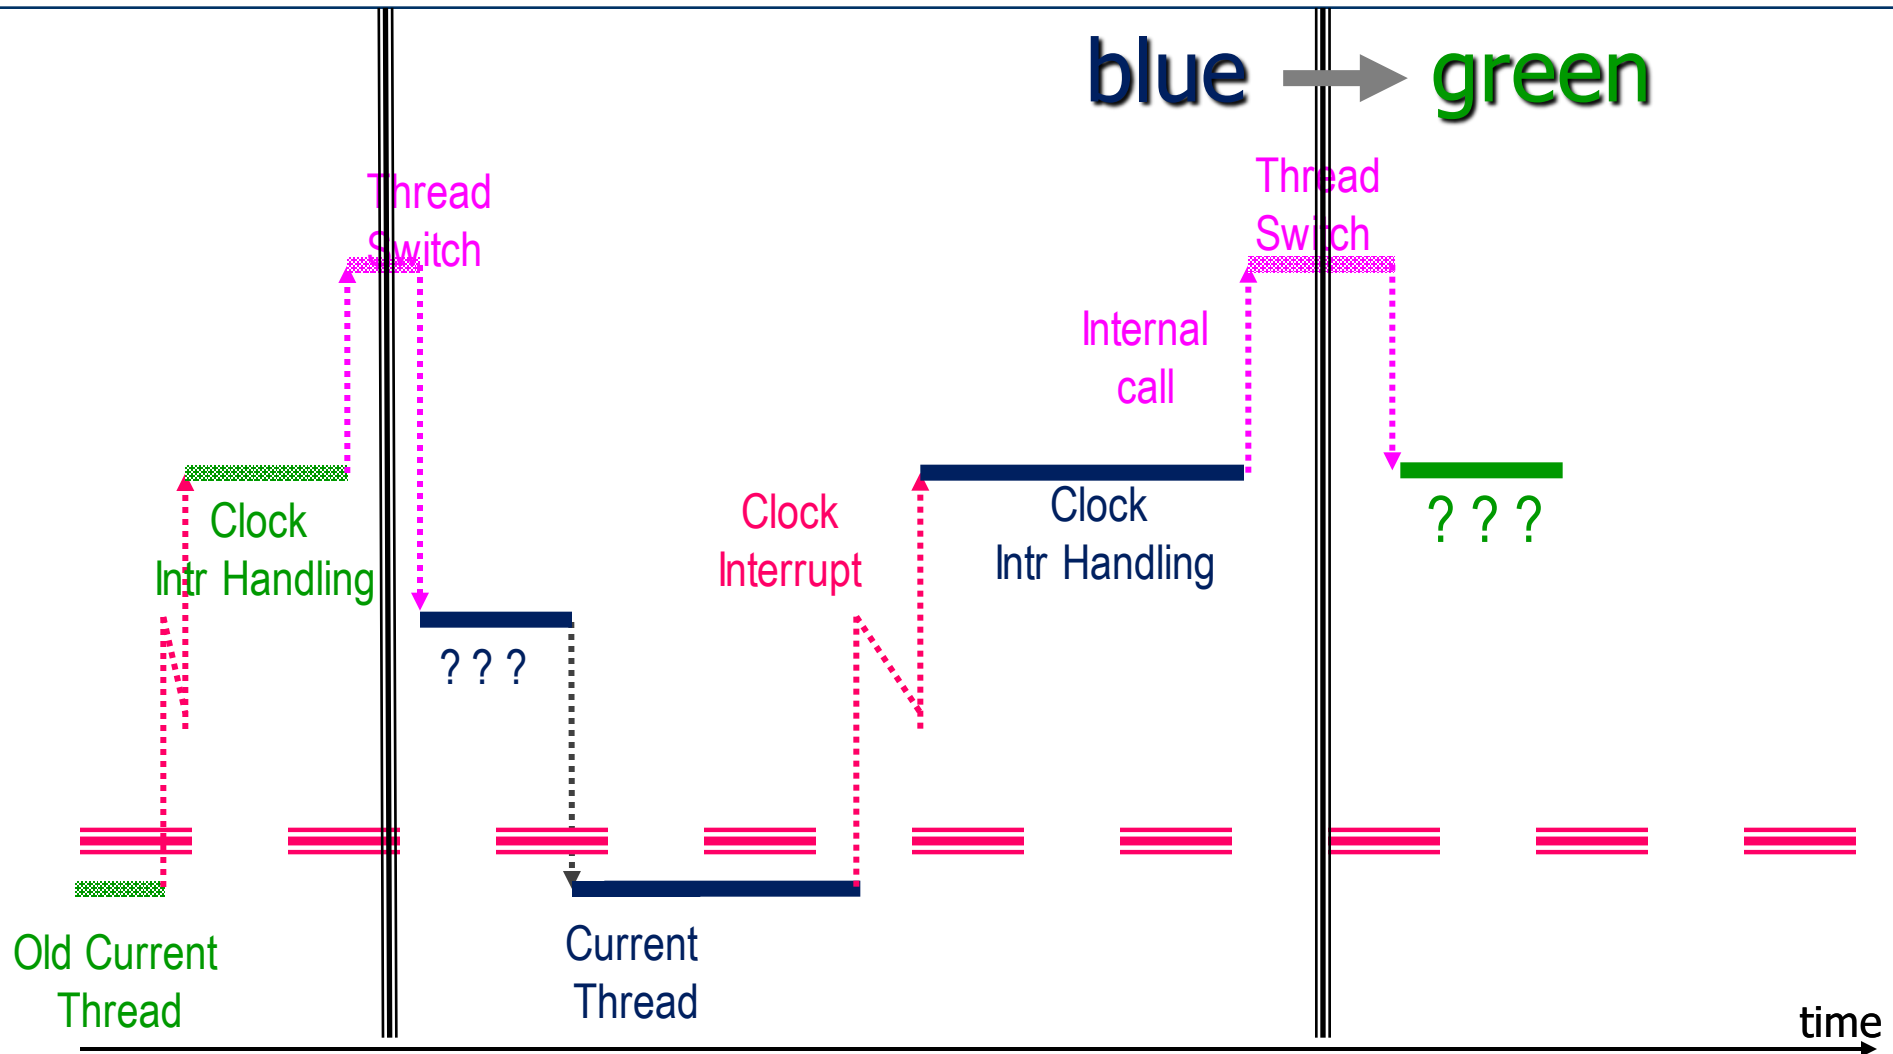 blue
green
Thread
Switch
Thread
Switch
Internal
call
Clock
Intr Handling
Clock
Interrupt
Clock
Intr Handling
? ? ?
? ? ?
Old Current
Thread
Current
Thread
time